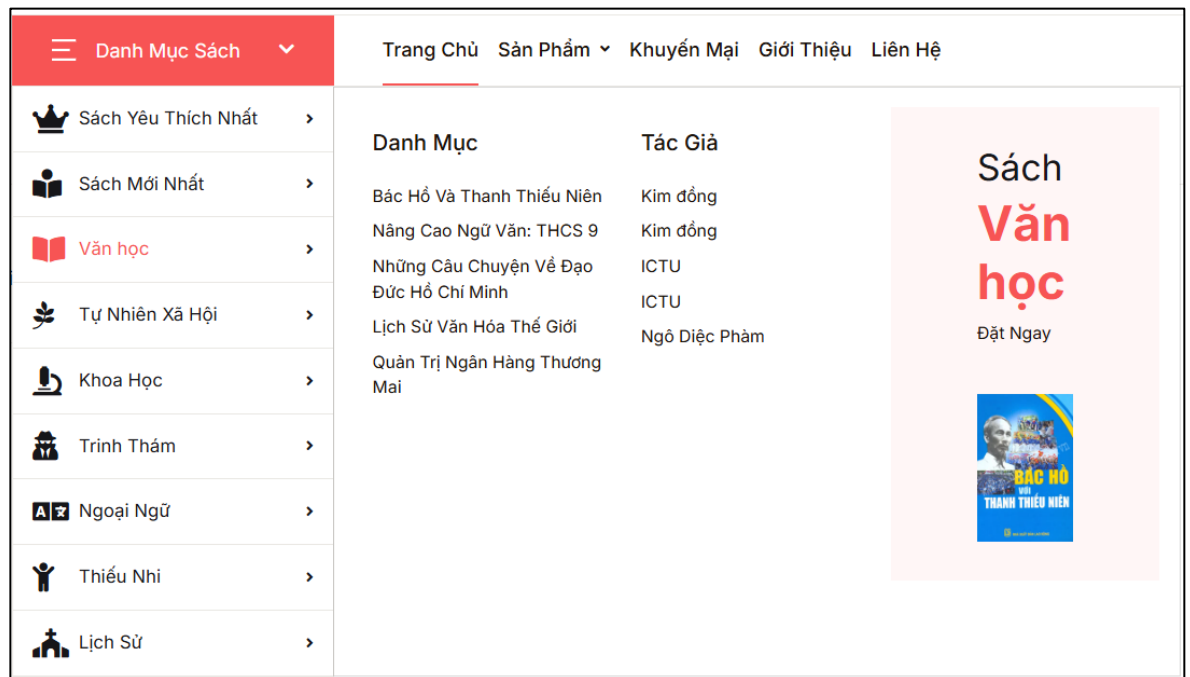 Danh Mục Sách
Trang Chủ Sản Phẩm Khuyến Mại Giới Thiệu Liên Hệ
Sách Yêu Thích Nhất
Sách Mới Nhất
Văn học
Tự Nhiên Xã Hội
Khoa Học
Trinh Thám
Ngoại Ngữ
Thiếu Nhi
Lịch Sử
Danh Mục
Bác Hồ Và Thanh Thiếu Niên
Nâng Cao Ngữ Văn: THCS 9
Những Câu Chuyện Về Đạo
Đức Hồ Chí Minh
Lịch Sử Văn Hóa Thế Giới
Quản Trị Ngân Hàng Thương
Mai
Tác Giả
Kim đồng
Kim đồng
ICTU
ICTU
Ngô Diệc Phàm
Sách
Văn
học
Đặt Ngay
BÁC HỒ
VỚI
THANH THIẾU NIÊN